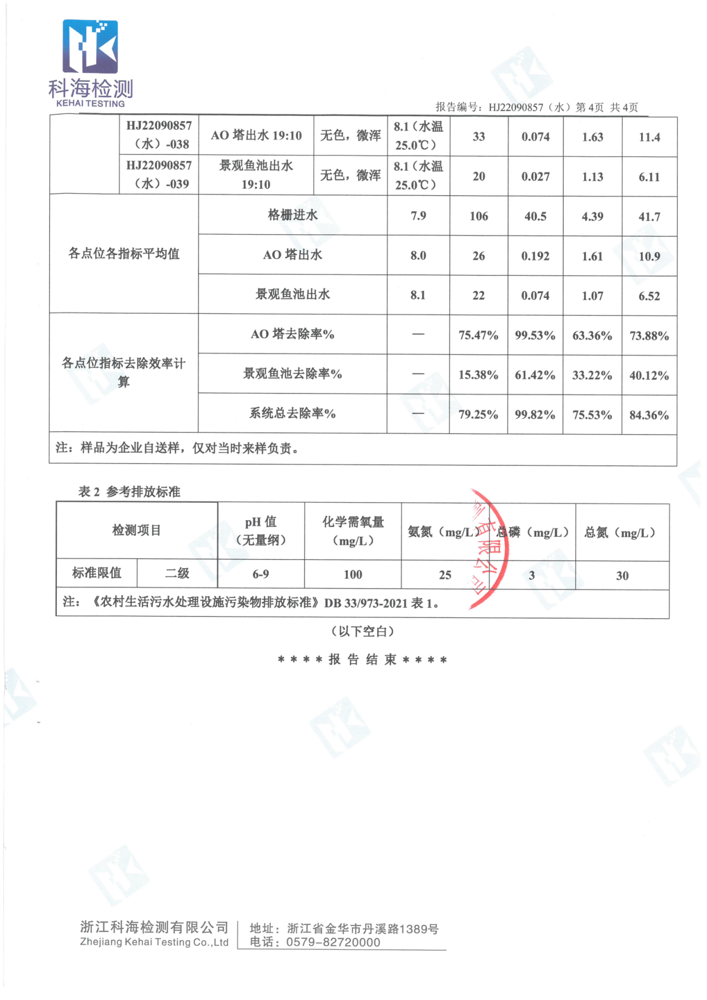 科海检测
KEHAI TESTING
报告编号：HJ22090857（水）第 4页 共 4页
HJ22090857
（水）-038
AO 塔出水 19:10
无色，微浑
8.1（水温
25.0℃）
33
0.074
1.63
11.4
HJ22090857
（水）-039
景观鱼池出水
19:10
无色，微浑
8.1（水温
25.0℃）
20
0.027
1.13
6.11
各点位各指标平均值
格栅进水
7.9
106
40.5
4.39
41.7
AO 塔出水
8.0
26
0.192
1.61
10.9
景观鱼池出水
8.1
22
0.074
1.07
6.52
各点位指标去除效率计
算
AO 塔去除率%
—
75.47%
99.53%
63.36%
73.88%
景观鱼池去除率%
—
15.38%
61.42%
33.22%
40.12%
系统总去除率%
—
79.25%
99.82%
75.53%
84.36%
注：样品为企业自送样，仅对当时来样负责。
表 2 参考排放标准
检测项目
pH 值
（无量纲）
化学需氧量
（mg/L）
氨氮（mg/L）
总磷（mg/L）
总氮（mg/L）
标准限值
二级
6-9
100
25
3
30
注：《农村生活污水处理设施污染物排放标准》DB 33/973-2021 表 1。
有限公司
（以下空白）
* * * * 报 告 结 束 * * * *
浙江科海检测有限公司
Zhejiang Kehai Testing Co.,Ltd
地址：浙江省金华市丹溪路1389号
电话：0579-82720000